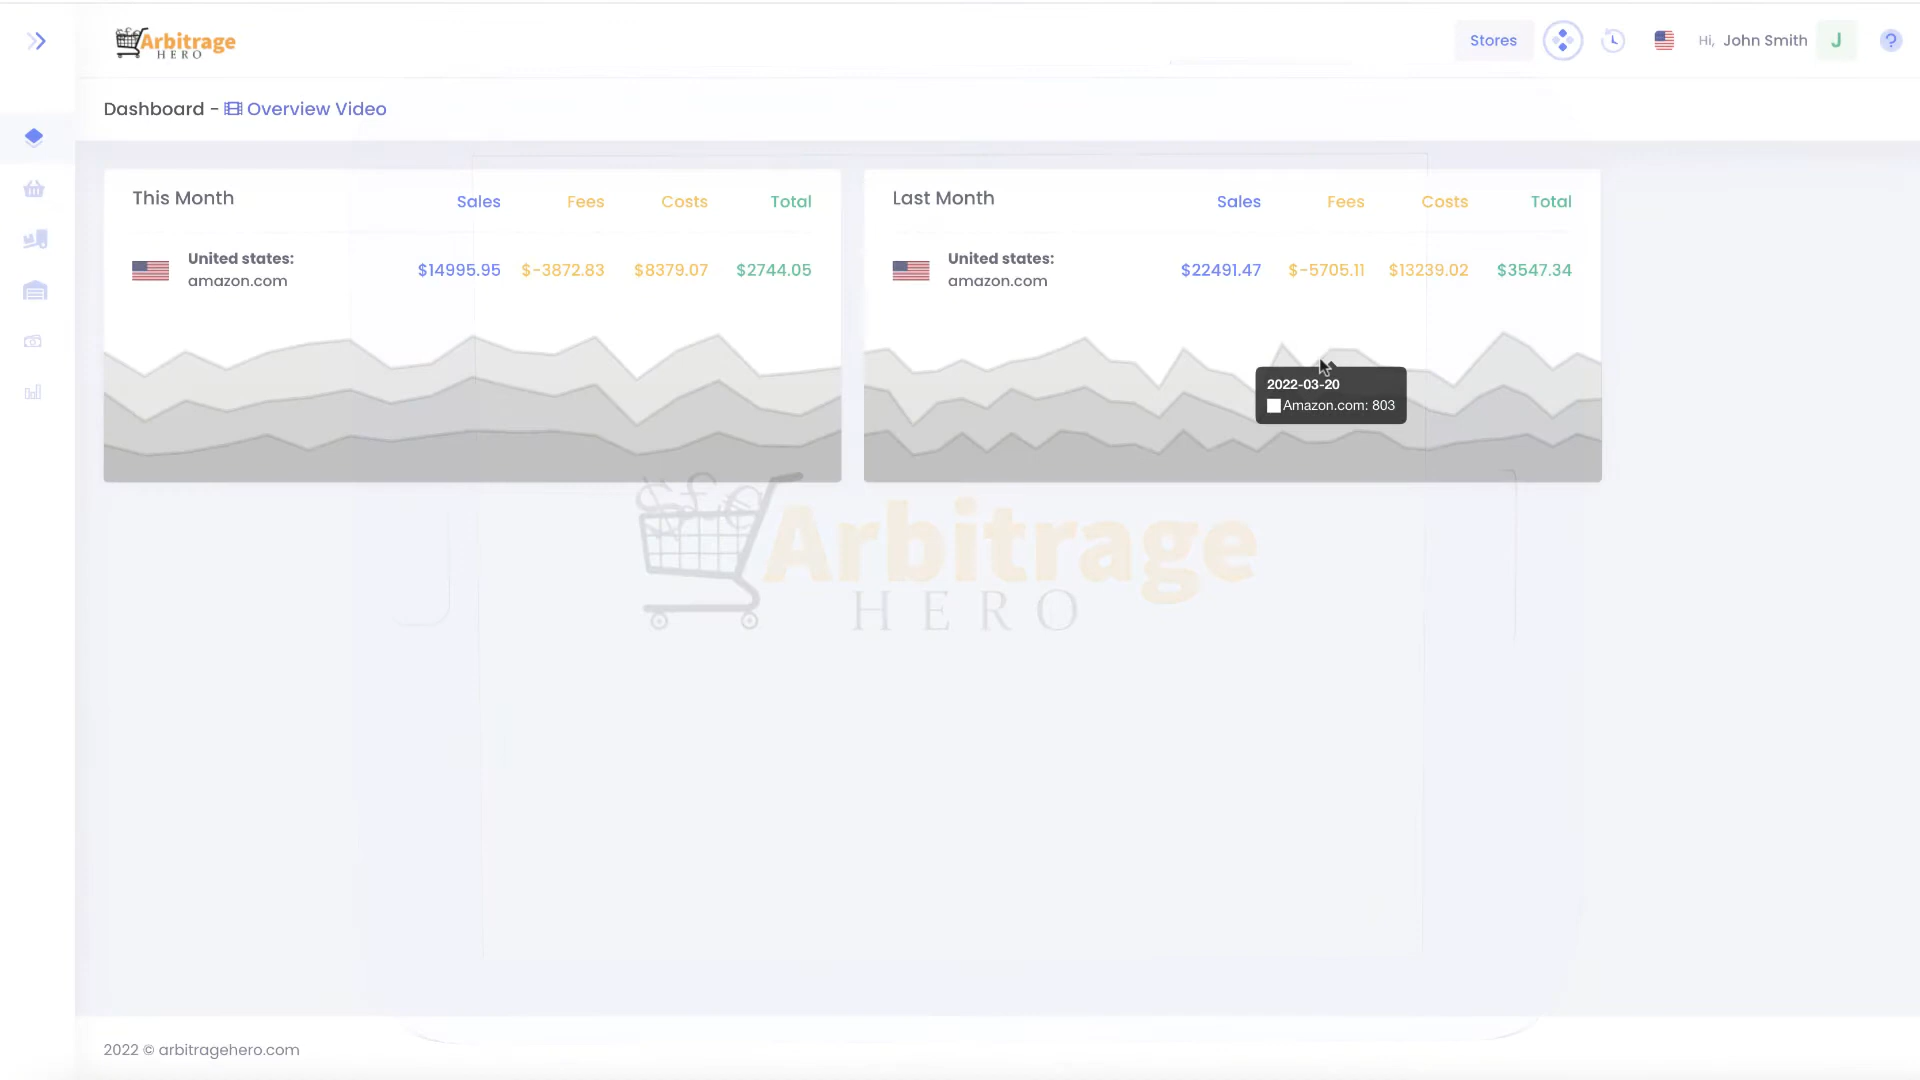 Arbitrage
HERO
Stores
Hi, John Smith
J
?
Dashboard - Overview Video
This Month Sales Fees Costs Total
United states:
amazon.com
$14995.95 $-3872.83 $8379.07 $2744.05
Last Month Sales Fees Costs Total
United states:
amazon.com
$22491.47 $-5705.11 $13239.02 $3547.34
2022-03-20
Amazon.com: 803
$££
Arbitrage
HERO
2022 © arbitragehero.com